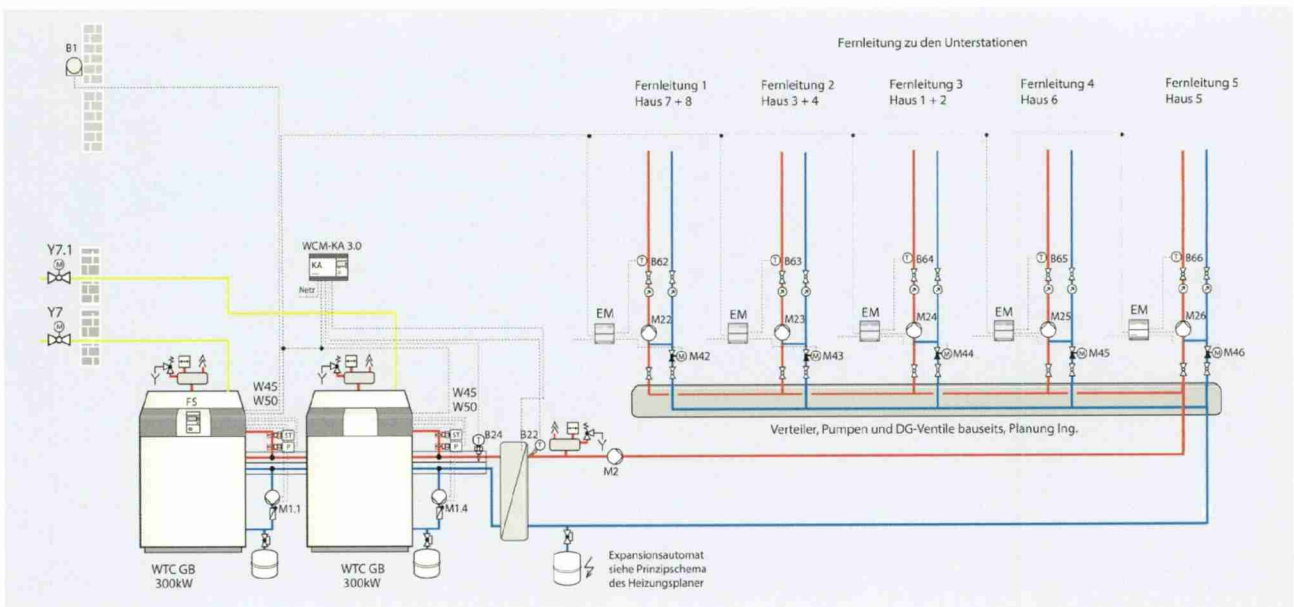 Fernleitung zu den Unterstationen
B1
Fernleitung 1
Haus 7 + 8
Fernleitung 2
Haus 3 + 4
Fernleitung 3
Haus 1 + 2
Fernleitung 4
Haus 6
Fernleitung 5
Haus 5
Y7.1
M
WCM-KA 3.0
KA
Netz
T
B62
T
B63
T
B64
T
B65
T
B66
Y7
M
EM
M22
EM
M23
EM
M24
EM
M25
EM
M26
M
M42
M
M43
M
M44
M
M45
M
M46
FS
W45
W50
W45
W50
ST
P
ST
P
T
B24
B22
T
Verteiler, Pumpen und DG-Ventile bauseits, Planung Ing.
M2
M1.1
M1.4
WTC GB
300kW
WTC GB
300kW
Expansionsautomat
siehe Prinzipschema
des Heizungsplaner